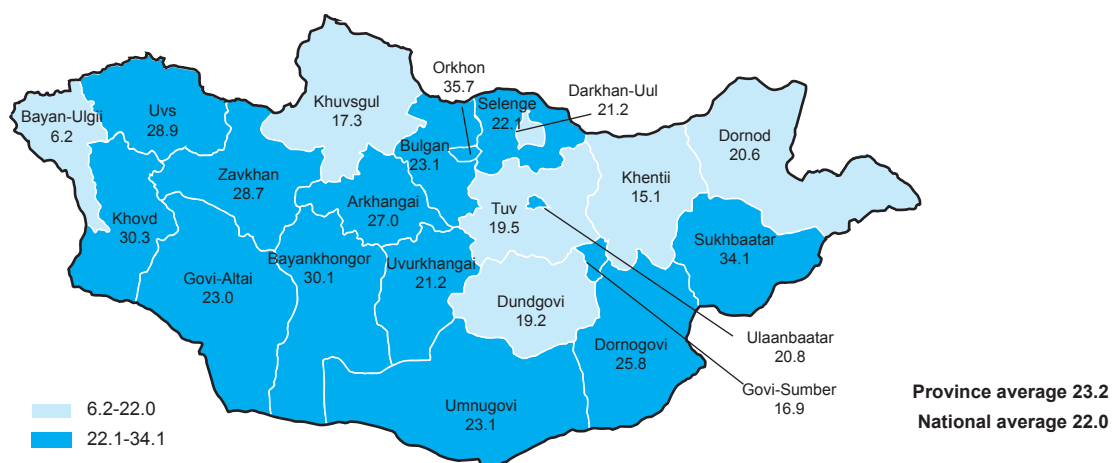 Orkhon
35.7
Darkhan-Uul
21.2
Bayan-Ulgii
6.2
Uvs
28.9
Khuvsgul
17.3
Selenge
22.1
Dornod
20.6
Bulgan
23.1
Zavkhan
28.7
Khentii
15.1
Arkhangai
27.0
Tuv
19.5
Khovd
30.3
Sukhbaatar
34.1
Govi-Altai
23.0
Bayankhongor
30.1
Uvurkhangai
21.2
Dundgovi
19.2
Ulaanbaatar
20.8
Dornogovi
25.8
Govi-Sumber
16.9
Umnugovi
23.1
6.2-22.0
22.1-34.1
Province average 23.2
National average 22.0